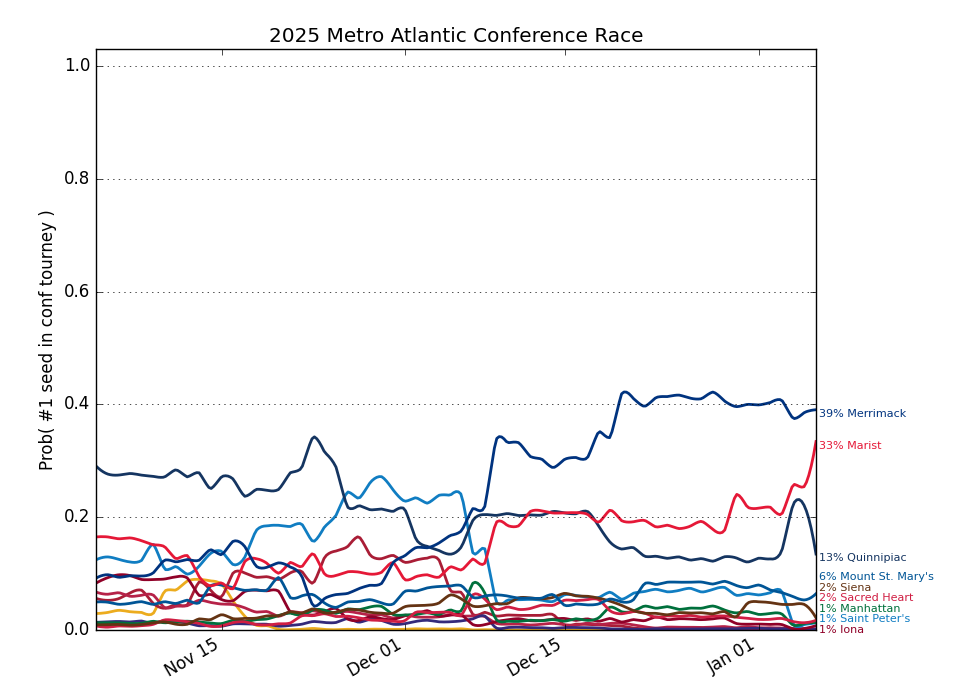 2025 Metro Atlantic Conference Race
Prob( #1 seed in conf tourney )
1.0
0.8
0.6
0.4
0.2
0.0
Nov 15
Dec 01
Dec 15
Jan 01
39% Merrimack
33% Marist
13% Quinnipiac
6% Mount St. Mary's
2% Siena
2% Sacred Heart
1% Manhattan
1% Saint Peter's
1% Iona